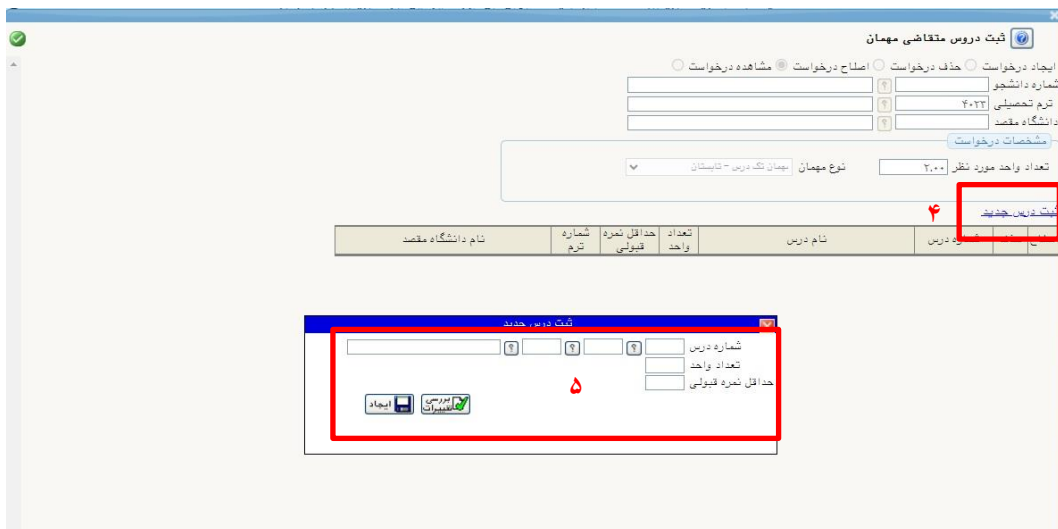 ثبت دروس متقاضی مهمان
ایجاد درخواست حذف درخواست اصلاح درخواست مشاهده درخواست
شماره دانشجو
ترم تحصیلی ۴۰۲۳
دانشگاه مقصد
مشخصات درخواست
تعداد واحد مورد نظر ۲,۰۰ نوع مهمان مهمان تک درس - تابستان
ثبت درس جدید ۴
شماره درس نام درس تعداد واحد حداقل نمره قبولی شماره ترم نام دانشگاه مقصد
ثبت درس جدید
شماره درس
تعداد واحد
حداقل نمره قبولی
۵
بررسی تغییرات ایجاد